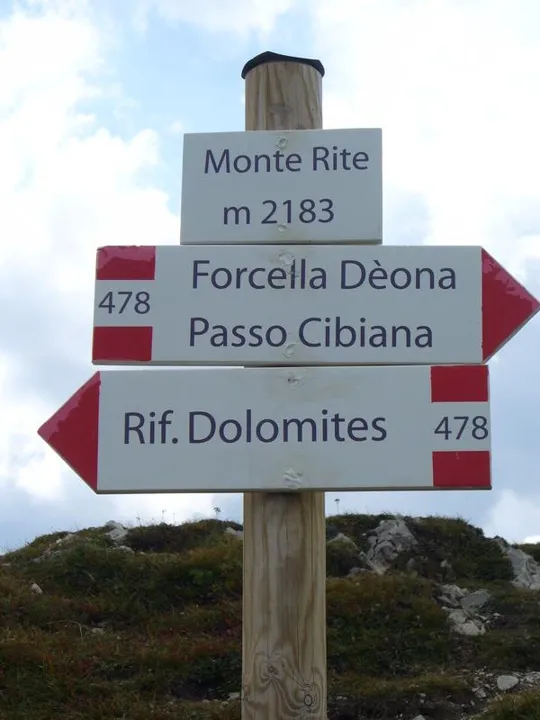 Monte Rite
m 2183
Forcella Dèona
478
Passo Cibiana
Rif. Dolomites 478